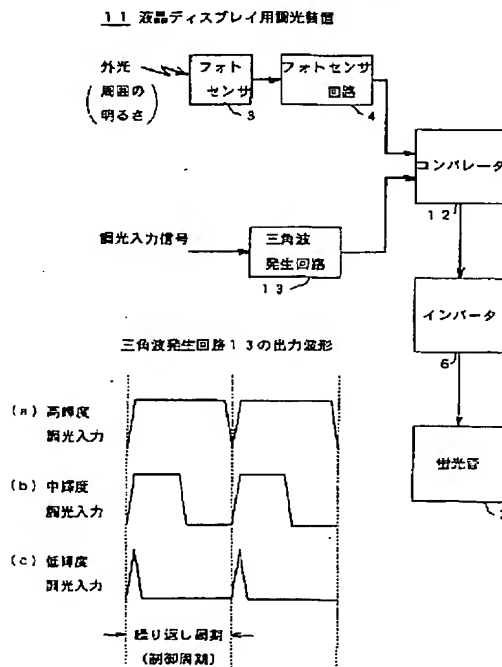 11 液晶ディスプレイ用調光装置
外光
(周囲の
明るさ)
フォト
センサ
3
フォトセンサ
回路
4
コンパレータ
12
調光入力信号
三角波
発生回路
13
インバータ
6
三角波発生回路13の出力波形
蛍光管
(a) 高輝度
調光入力
(b) 中輝度
調光入力
(c) 低輝度
調光入力
繰り返し周期
(制御周期)